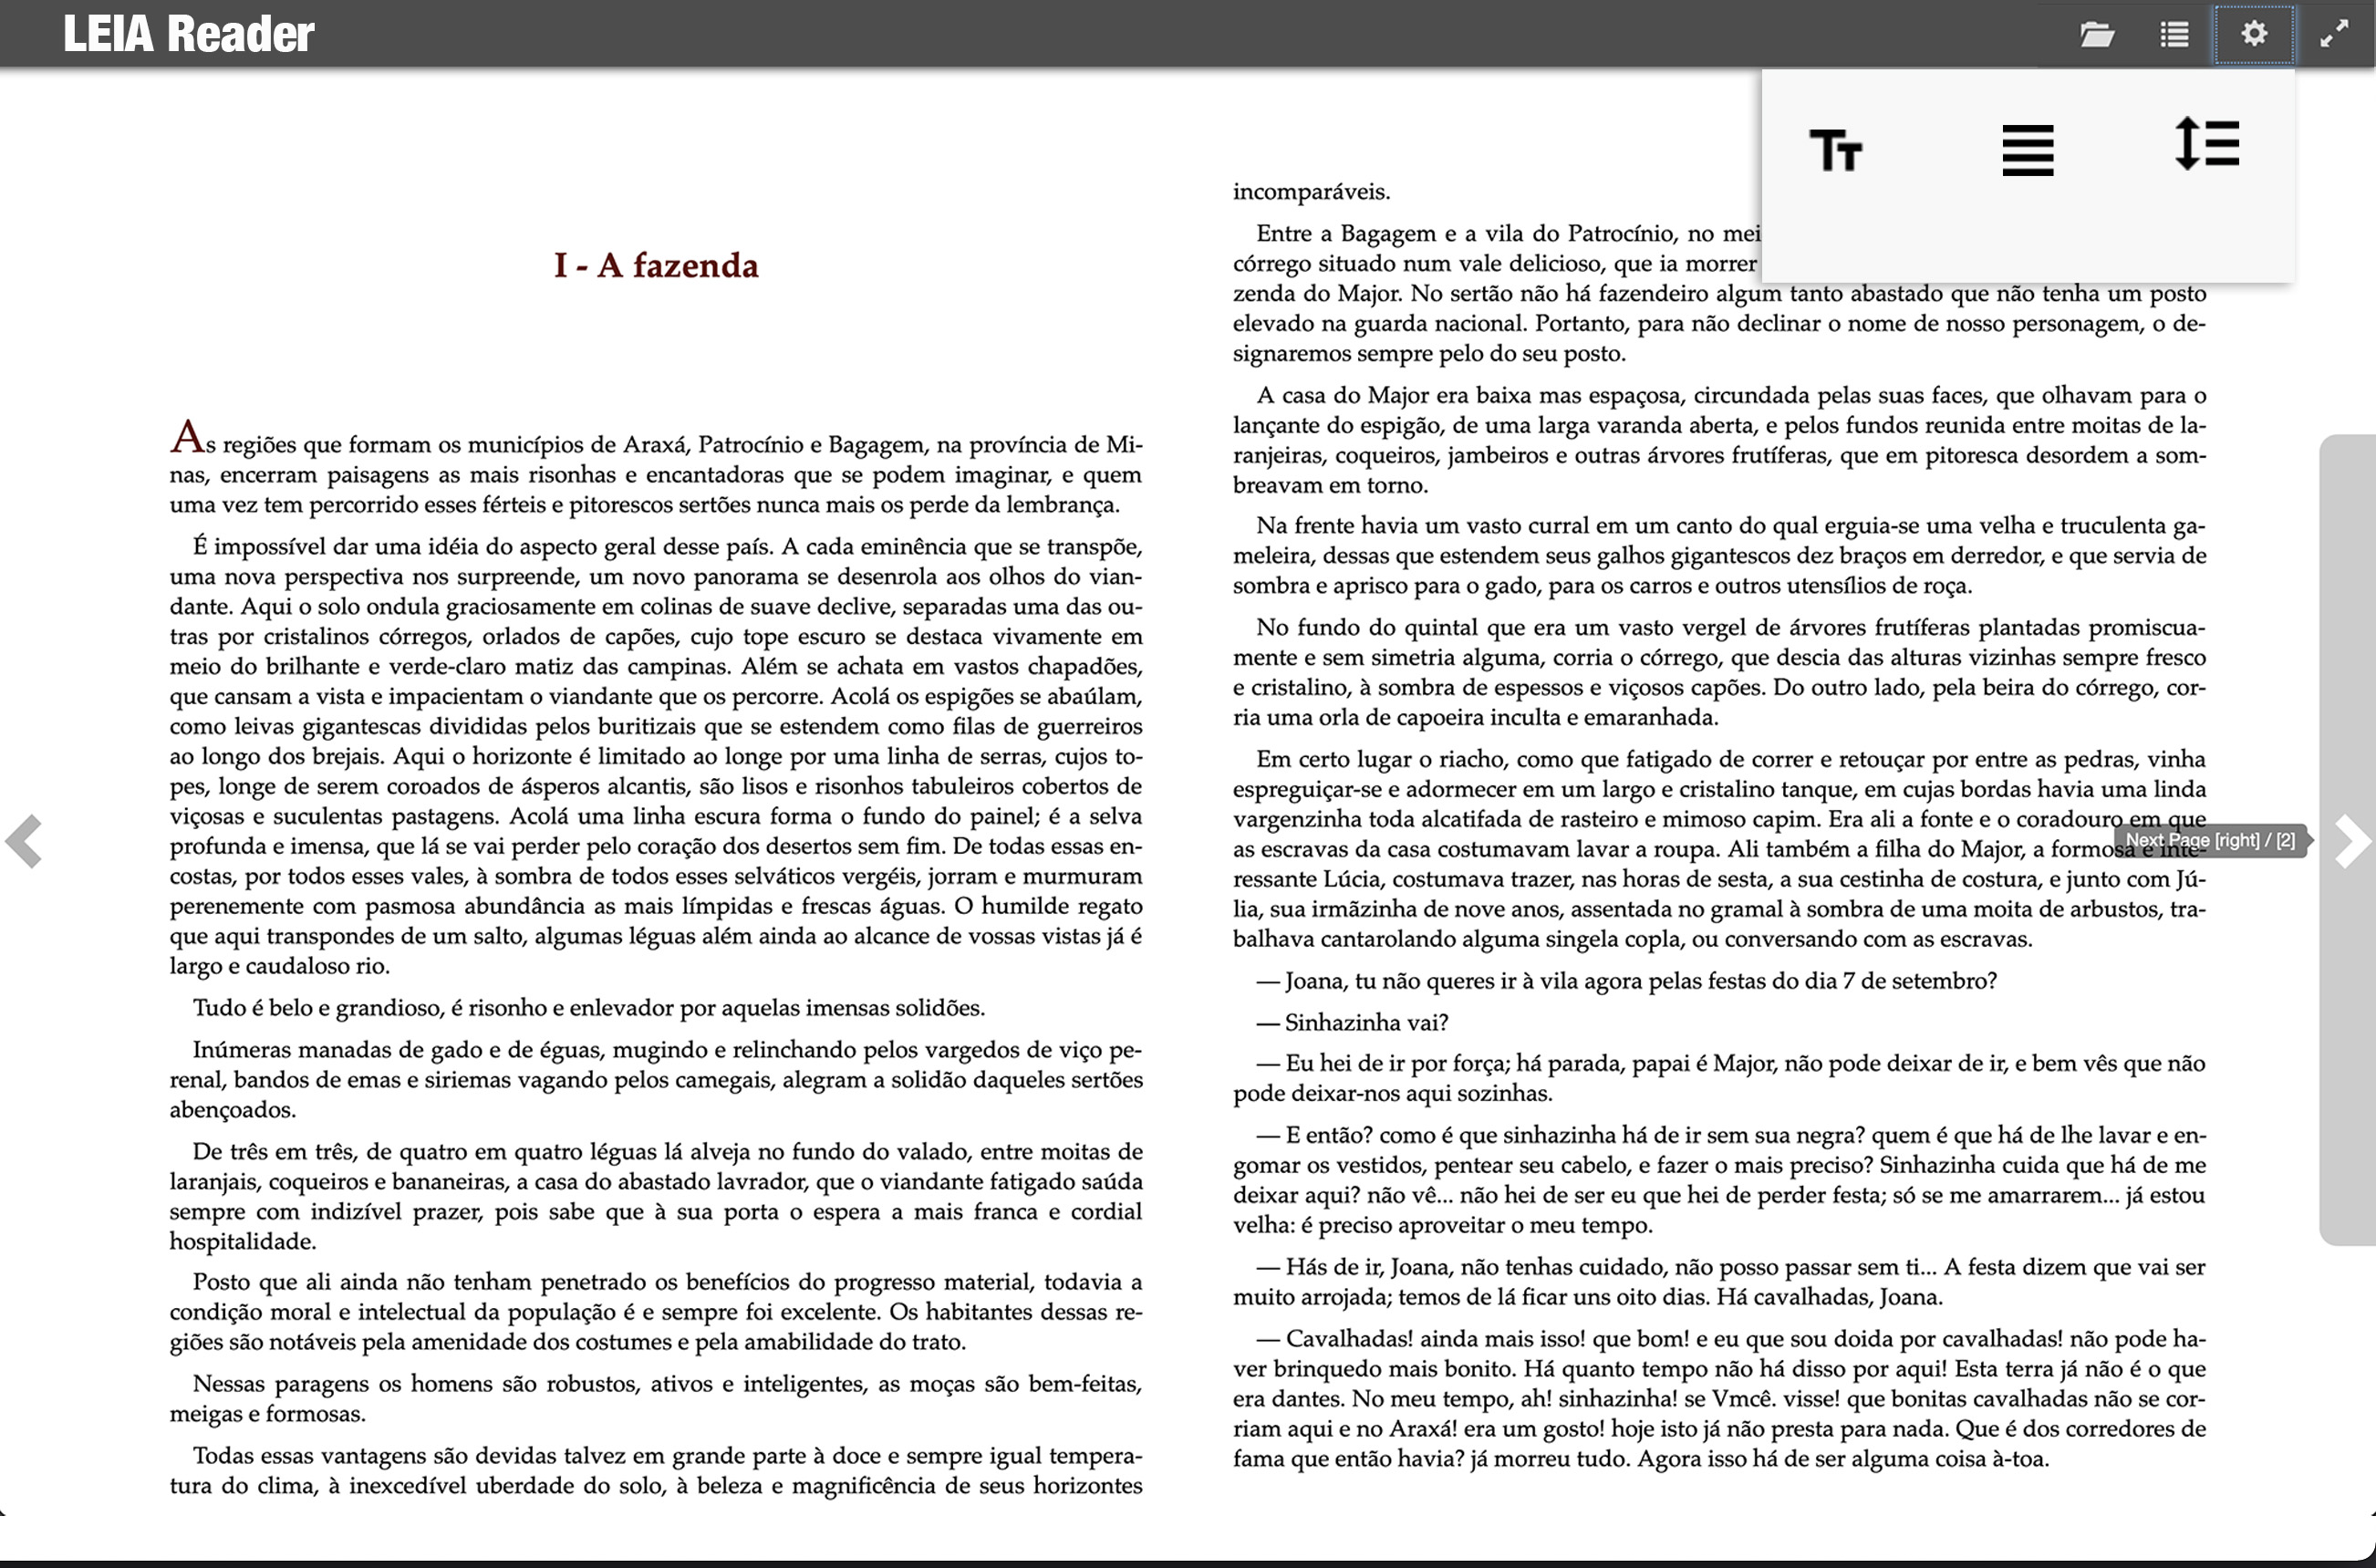 LEIA Reader
I - A fazenda
As regiões que formam os municípios de Araxá, Patrocínio e Bagagem, na província de Mi-
nas, encerram paisagens as mais risonhas e encantadoras que se podem imaginar, e quem
uma vez tem percorrido esses férteis e pitorescos sertões nunca mais os perde da lembrança.
É impossível dar uma idéia do aspecto geral desse país. A cada eminência que se transpõe,
uma nova perspectiva nos surpreende, um novo panorama se desenrola aos olhos do vian-
dante. Aqui o solo ondula graciosamente em colinas de suave declive, separadas uma das ou-
tras por cristalinos córregos, orlados de capões, cujo tope escuro se destaca vivamente em
meio do brilhante e verde-claro matiz das campinas. Além se achata em vastos chapadões,
que cansam a vista e impacientam o viandante que os percorre. Acolá os espigões se abaúlam,
como leivas gigantescas divididas pelos buritizais que se estendem como filas de guerreiros
ao longo dos brejais. Aqui o horizonte é limitado ao longe por uma linha de serras, cujos to-
pes, longe de serem coroados de ásperos alcantis, são lisos e risonhos tabuleiros cobertos de
viçosas e suculentas pastagens. Acolá uma linha escura forma o fundo do painel; é a selva
profunda e imensa, que lá se vai perder pelo coração dos desertos sem fim. De todas essas en-
costas, por todos esses vales, à sombra de todos esses selváticos vergéis, jorram e murmuram
perenemente com pasmosa abundância as mais límpidas e frescas águas. O humilde regato
que aqui transpondes de um salto, algumas léguas além ainda ao alcance de vossas vistas já é
largo e caudaloso rio.
Tudo é belo e grandioso, é risonho e enlevador por aquelas imensas solidões.
Inúmeras manadas de gado e de éguas, mugindo e relinchando pelos vargedos de viço pe-
renal, bandos de emas e siriemas vagando pelos camegais, alegram a solidão daqueles sertões
abençoados.
De três em três, de quatro em quatro léguas lá alveja no fundo do valado, entre moitas de
laranjais, coqueiros e bananeiras, a casa do abastado lavrador, que o viandante fatigado saúda
sempre com indizível prazer, pois sabe que à sua porta o espera a mais franca e cordial
hospitalidade.
Posto que ali ainda não tenham penetrado os benefícios do progresso material, todavia a
condição moral e intelectual da população é e sempre foi excelente. Os habitantes dessas re-
giões são notáveis pela amenidade dos costumes e pela amabilidade do trato.
Nessas paragens os homens são robustos, ativos e inteligentes, as moças são bem-feitas,
meigas e formosas.
Todas essas vantagens são devidas talvez em grande parte à doce e sempre igual tempera-
tura do clima, à inexcedível uberdade do solo, à beleza e magnificência de seus horizontes
incomparáveis.
Entre a Bagagem e a vila do Patrocínio, no mei
córrego situado num vale delicioso, que ia morrer
zenda do Major. No sertão não há fazendeiro algum tanto abastado que não tenha um posto
elevado na guarda nacional. Portanto, para não declinar o nome de nosso personagem, o de-
signaremos sempre pelo do seu posto.
A casa do Major era baixa mas espaçosa, circundada pelas suas faces, que olhavam para o
lançante do espigão, de uma larga varanda aberta, e pelos fundos reunida entre moitas de la-
ranjeiras, coqueiros, jambeiros e outras árvores frutíferas, que em pitoresca desordem a som-
breavam em torno.
Na frente havia um vasto curral em um canto do qual erguia-se uma velha e truculenta ga-
meleira, dessas que estendem seus galhos gigantescos dez braços em derredor, e que servia de
sombra e aprisco para o gado, para os carros e outros utensílios de roça.
No fundo do quintal que era um vasto vergel de árvores frutíferas plantadas promiscua-
mente e sem simetria alguma, corria o córrego, que descia das alturas vizinhas sempre fresco
e cristalino, à sombra de espessos e viçosos capões. Do outro lado, pela beira do córrego, cor-
ria uma orla de capoeira inculta e emaranhada.
Em certo lugar o riacho, como que fatigado de correr e retouçar por entre as pedras, vinha
espreguiçar-se e adormecer em um largo e cristalino tanque, em cujas bordas havia uma linda
vargenzinha toda alcatifada de rasteiro e mimoso capim. Era ali a fonte e o coradouro em que
as escravas da casa costumavam lavar a roupa. Ali também a filha do Major, a formosa e inte-
Next Page [right] / [2]
ressante Lúcia, costumava trazer, nas horas de sesta, a sua cestinha de costura, e junto com Jú-
lia, sua irmãzinha de nove anos, assentada no gramal à sombra de uma moita de arbustos, tra-
balhava cantarolando alguma singela copla, ou conversando com as escravas.
— Joana, tu não queres ir à vila agora pelas festas do dia 7 de setembro?
— Sinhazinha vai?
— Eu hei de ir por força; há parada, papai é Major, não pode deixar de ir, e bem vês que não
pode deixar-nos aqui sozinhas.
— E então? como é que sinhazinha há de ir sem sua negra? quem é que há de lhe lavar e en-
gomar os vestidos, pentear seu cabelo, e fazer o mais preciso? Sinhazinha cuida que há de me
deixar aqui? não vê... não hei de ser eu que hei de perder festa; só se me amarrarem... já estou
velha: é preciso aproveitar o meu tempo.
— Hás de ir, Joana, não tenhas cuidado, não posso passar sem ti... A festa dizem que vai ser
muito arrojada; temos de lá ficar uns oito dias. Há cavalhadas, Joana.
— Cavalhadas! ainda mais isso! que bom! e eu que sou doida por cavalhadas! não pode ha-
ver brinquedo mais bonito. Há quanto tempo não há disso por aqui! Esta terra já não é o que
era dantes. No meu tempo, ah! sinhazinha! se Vmcê. visse! que bonitas cavalhadas não se cor-
riam aqui e no Araxá! era um gosto! hoje isto já não presta para nada. Que é dos corredores de
fama que então havia? já morreu tudo. Agora isso há de ser alguma coisa à-toa.